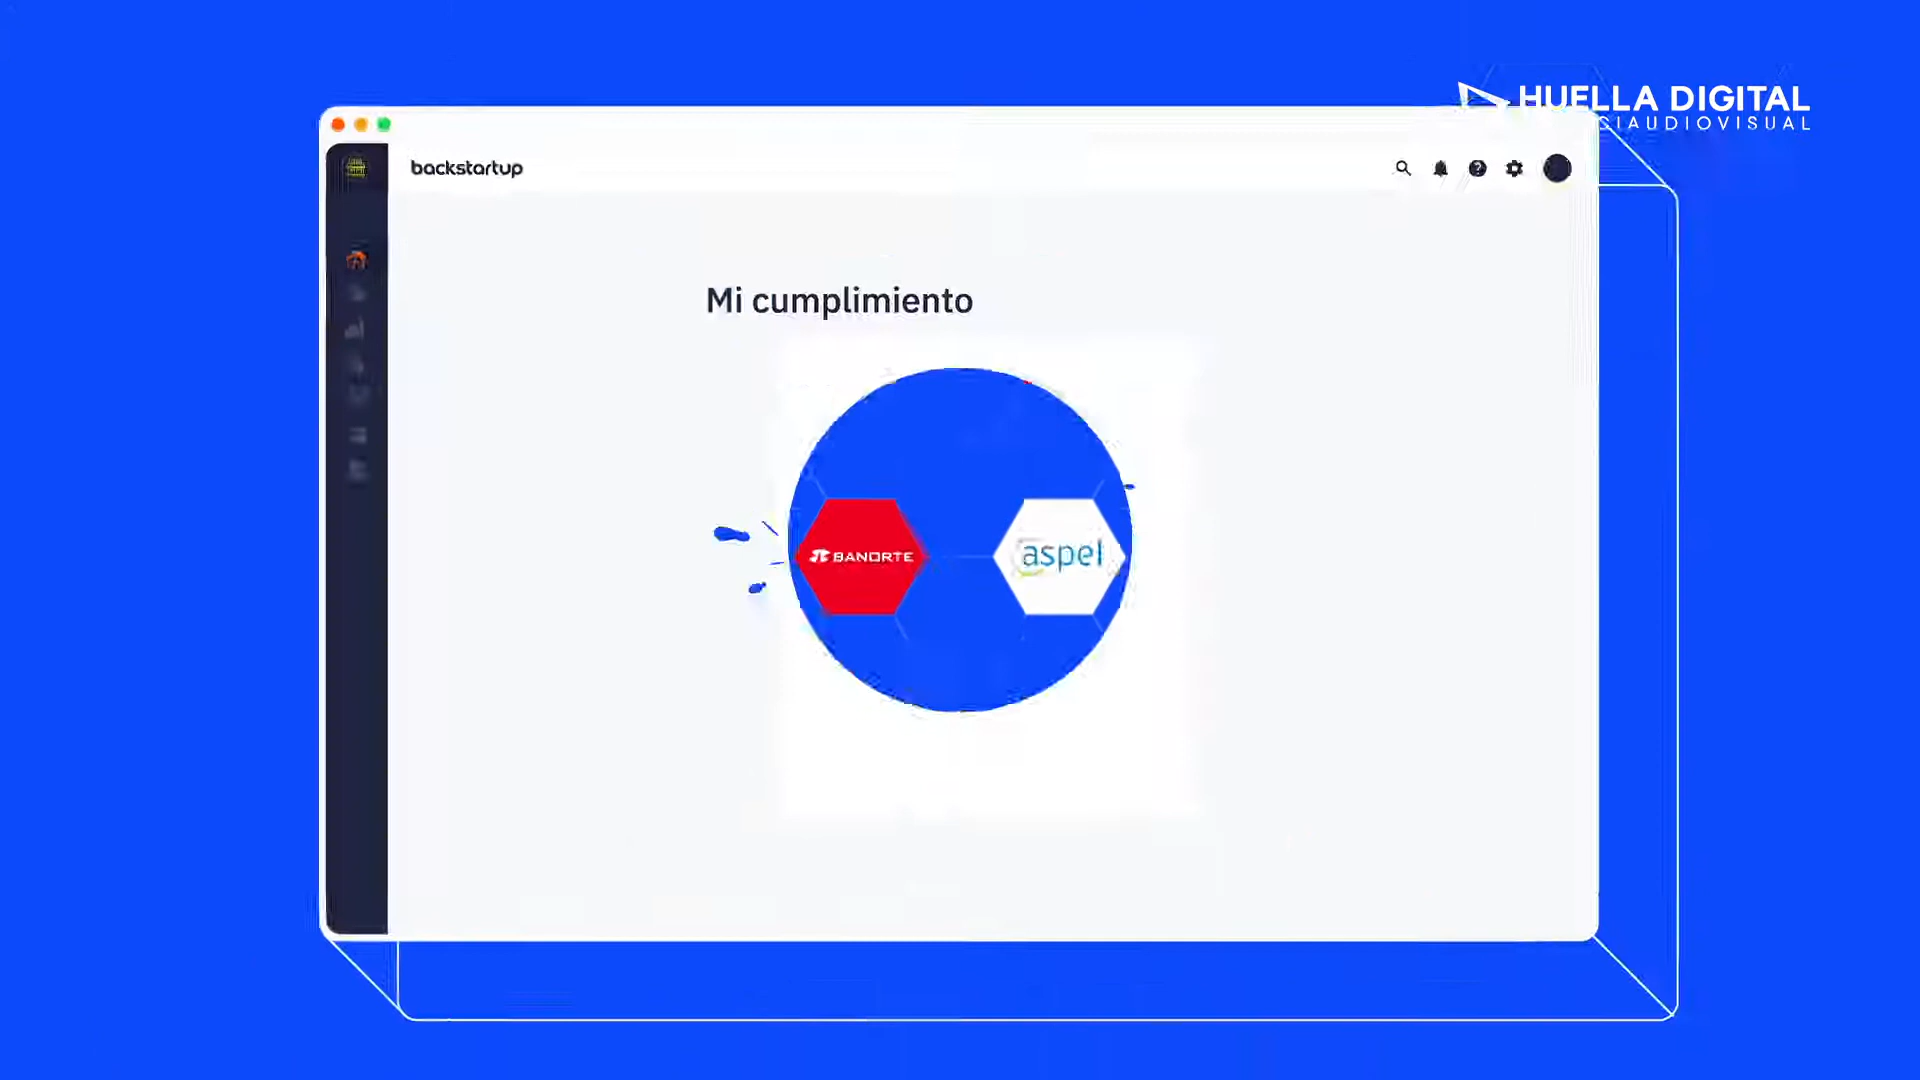 HUELLA DIGITAL
AUDIOVISUAL
backstartup
Mi cumplimiento
BANORTE
aspel